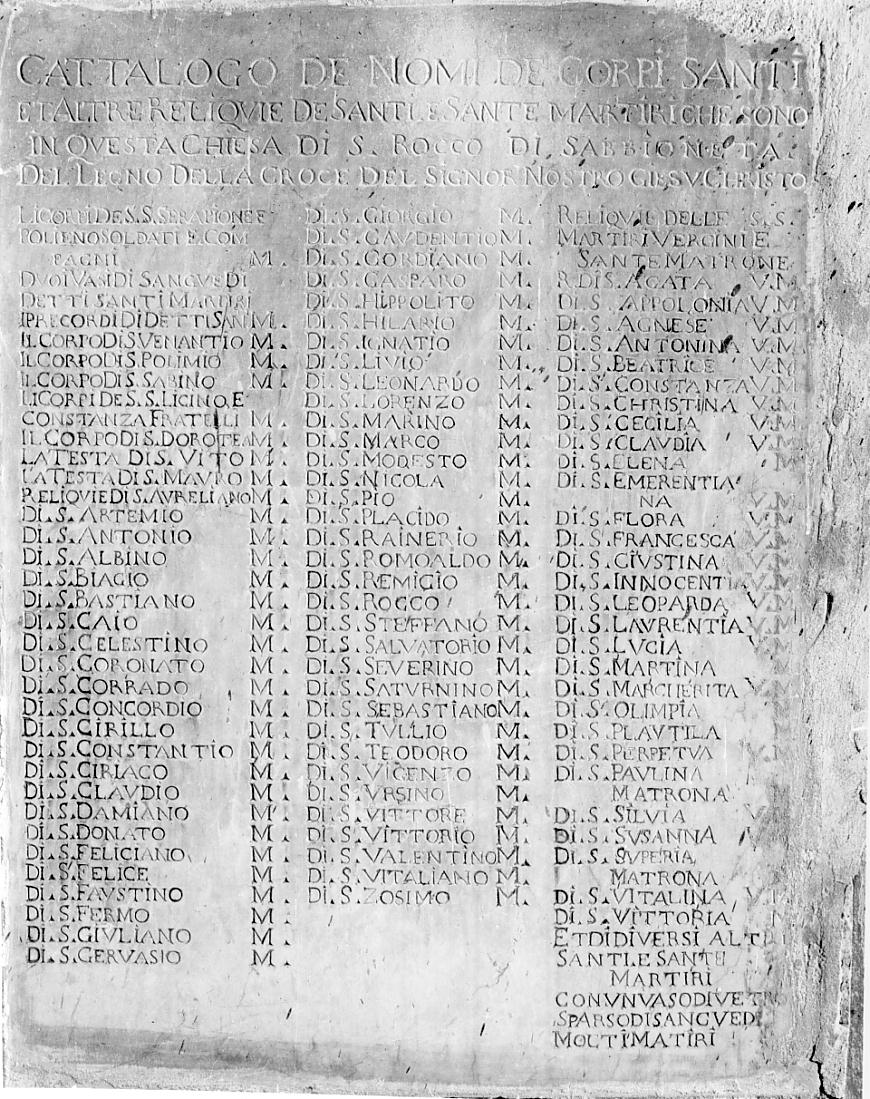 CATTALOGO DE NOMI DE CORPI SANTI
ET ALTRE RELIQVIE DE SANTI E SANTE MARTIRI CHE SONO
IN QVESTA CHIESA DI S. ROCCO DI SABBIONETA.
DEL LEGNO DELLA CROCE DEL SIGNOR NOSTRO GIESV CHRISTO
LI CORPI DE S.S. SERAPIONE E
POLIENO SOLDATI E COM
PAGNI M.
DVOI VASI DI SANGVE DI
DETTI SANTI MARTIRI
I PRECORDI DI DETTI SAN M.
IL CORPO DI S VENANTIO M.
IL CORPO DI S. POLIMIO M.
IL CORPO DI S. SABINO M.
LI CORPI DE S.S. LICINO, E
CONSTANZA FRATELLI M.
IL CORPO DI S. DOROTEA M.
LA TESTA DI S. VITO M.
LA TESTA DI S. MAVRO M.
RELIQVIE DI S. AVRELIANO M.
DI. S. ARTEMIO M.
DI. S. ANTONIO M.
DI. S. ALBINO M.
DI. S. BIAGIO M.
DI. S. BASTIANO M.
DI. S. CAIO M.
DI. S. CELESTINO M.
DI. S. CORONATO M.
DI. S. CORRADO M.
DI. S. CONCORDIO M.
DI. S. CIRILLO M.
DI. S. CONSTANTIO M.
DI. S. CIRIACO M.
DI. S. CLAVDIO M.
DI. S. DAMIANO M.
DI. S. DONATO M.
DI. S. FELICIANO M.
DI. S. FELICE M.
DI. S. FAVSTINO M.
DI. S. FERMO M.
DI. S. GIVLIANO M.
DI. S. GERVASIO M.
DI. S. GIORGIO M.
DI. S. GAVDENTIO M.
DI. S. GORDIANO M.
DI. S. GASPARO M.
DI. S. HIPPOLITO M.
DI. S. HILARIO M.
DI. S. IGNATIO M.
DI. S. LIVIO M.
DI. S. LEONARDO M.
DI. S. LORENZO M.
DI. S. MARINO M.
DI. S. MARCO M.
DI. S. MODESTO M.
DI. S. NICOLA M.
DI. S. PIO M.
DI. S. PLACIDO M.
DI. S. RAINERIO M.
DI. S. ROMOALDO M.
DI. S. REMIGIO M.
DI. S. ROCCO M.
DI. S. STEFFANO M.
DI. S. SALVATORIO M.
DI. S. SEVERINO M.
DI. S. SATVRNINO M.
DI. S. SEBASTIANO M.
DI. S. TVLLIO M.
DI. S. TEODORO M.
DI. S. VICENZO M.
DI. S. VRSINO M.
DI. S. VITTORE M.
DI. S. VITTORIO M.
DI. S. VALENTINO M.
DI. S. VITALIANO M.
DI. S. ZOSIMO M.
RELIQVIE DELLE S. S.
MARTIRI VERGINI E
SANTE MATRONE
R. DI S. AGATA V. M
DI. S. APPOLONIA V. M
DI. S. AGNESE V. M
DI. S. ANTONINA V. M
DI. S. BEATRICE V. M
DI. S. CONSTANZA V. M
DI. S. CHRISTINA V. M
DI. S. CECILIA V. M
DI. S. CLAVDIA V. M
DI. S. ELENA M
DI. S. EMERENTIA
NA V. M
DI. S. FLORA V. M
DI. S. FRANCESCA V. M
DI. S. GIVSTINA V. M
DI. S. INNOCENTIA V. M
DI. S. LEOPARDA V. M
DI. S. LAVRENTIA V. M
DI. S. LVCIA V. M
DI. S. MARTINA V. M
DI. S. MARGHERITA V. M
DI. S. OLIMPIA V. M
DI. S. PLAVTILA V. M
DI. S. PERPETVA V. M
DI. S. PAVLINA
MATRONA M
DI. S. SILVIA V. M
DI. S. SVSANNA V. M
DI. S. SVPERIA
MATRONA
DI. S. VITALINA V. M
DI. S. VITTORIA M
ET DI DIVERSI ALTRI
SANTI E SANTE
MARTIRI
CON VN VASO DI VETRO
SPARSO DI SANGVE DI
MOLTI MATIRI